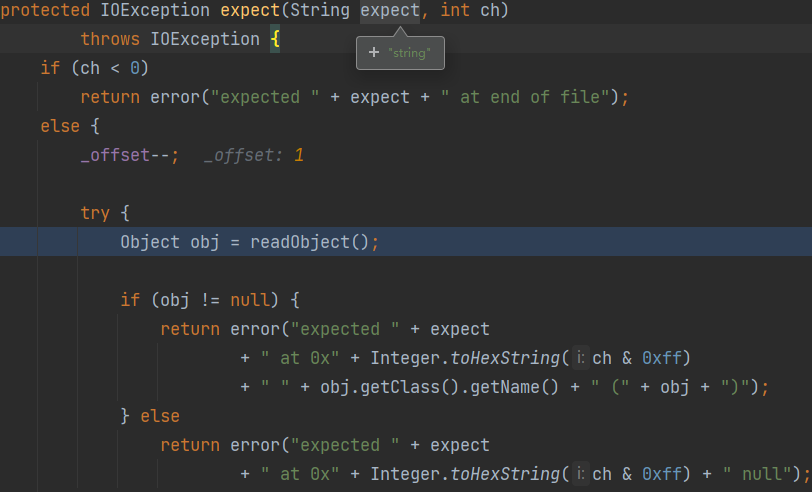 protected IOException expect(String expect, int ch)
        throws IOException {
+ "string"
    if (ch < 0)
        return error("expected " + expect + " at end of file");
    else {
        _offset--;  _offset: 1
        try {
            Object obj = readObject();
            if (obj != null) {
                return error("expected " + expect
                        + " at 0x" + Integer.toHexString( i: ch & 0xff)
                        + " " + obj.getClass().getName() + " (" + obj + ")");
            } else
                return error("expected " + expect
                        + " at 0x" + Integer.toHexString( i: ch & 0xff) + " null");